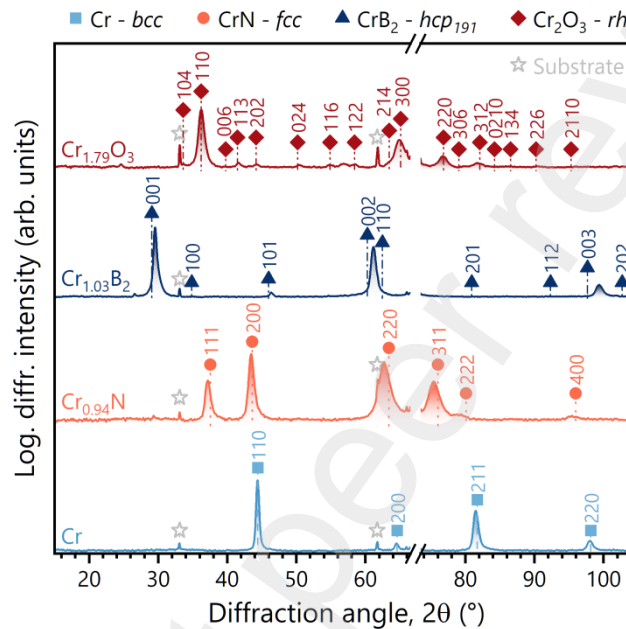 Cr - bcc CrN - fcc CrB₂ - hcp₁₉₁ Cr₂O₃ - rh
Substrate
104 110 006 113 202 024 116 122 214 300 220 306 312 0210 134 226 2110
Cr₁.₇₉O₃
001 100 101 002 110 201 112 003 202
Cr₁.₀₃B₂
111 200 220 311 222 400
Cr₀.₉₄N
110 200 211 220
Cr
20 30 40 50 60 80 90 100
Diffraction angle, 2θ (°)
Log. diffr. intensity (arb. units)
peer re